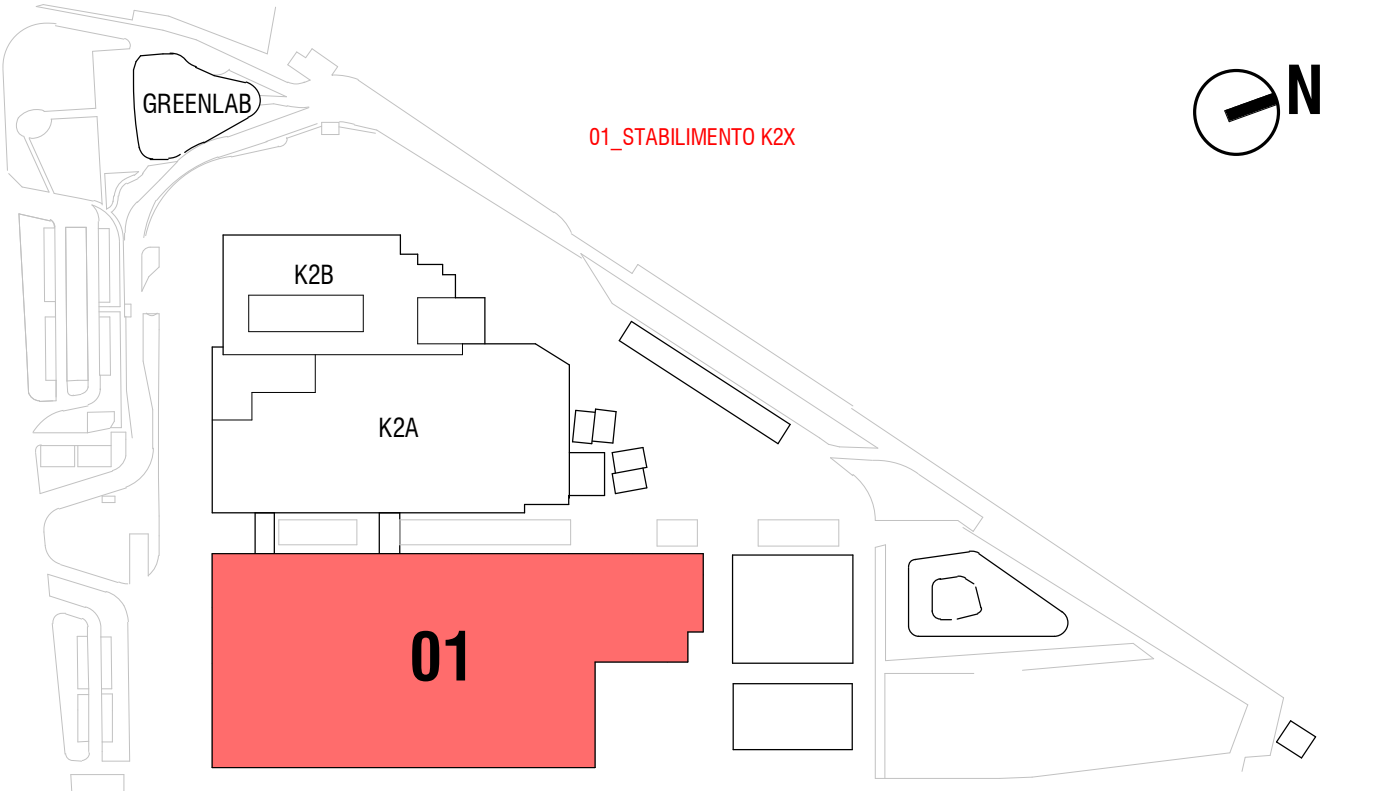 N
GREENLAB
01_STABILIMENTO K2X
K2B
K2A
01